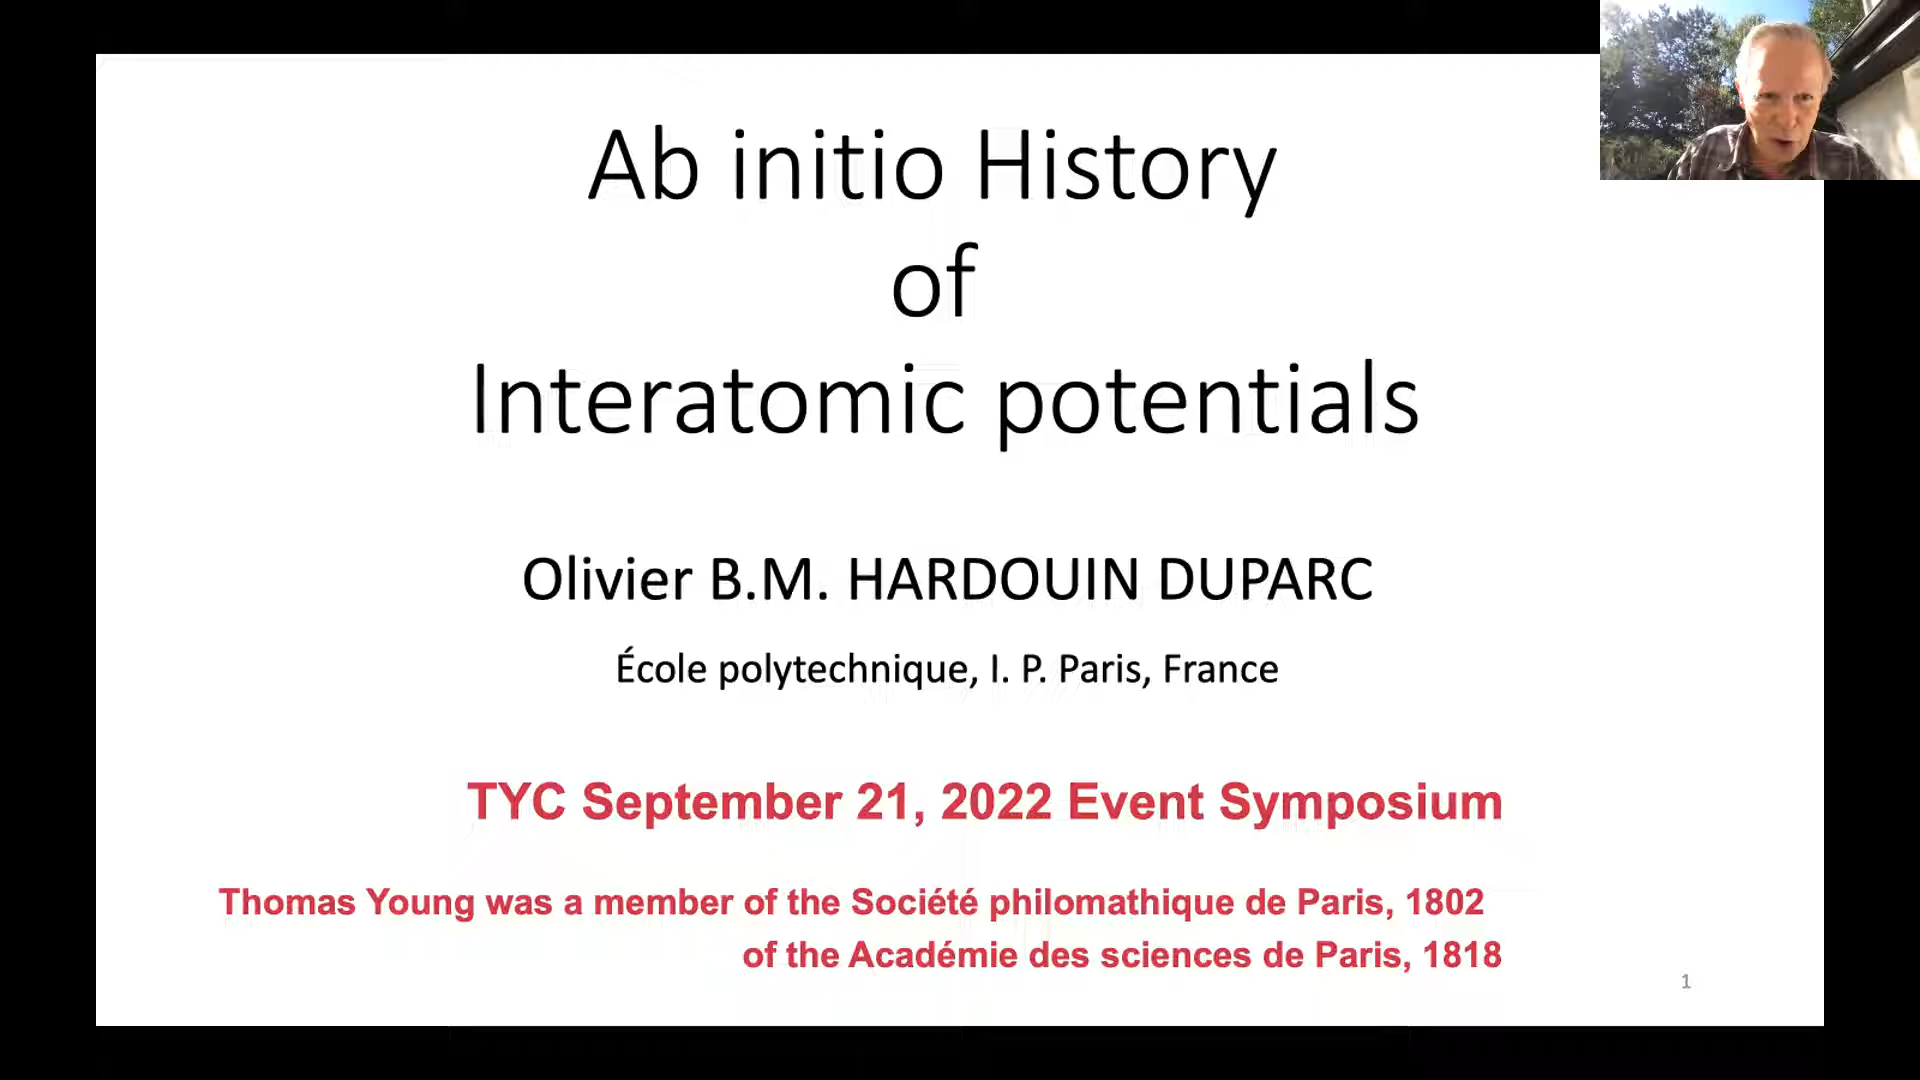 Ab initio History
of
Interatomic potentials
Olivier B.M. HARDOUIN DUPARC
École polytechnique, I. P. Paris, France
TYC September 21, 2022 Event Symposium
Thomas Young was a member of the Société philomathique de Paris, 1802
of the Académie des sciences de Paris, 1818
1